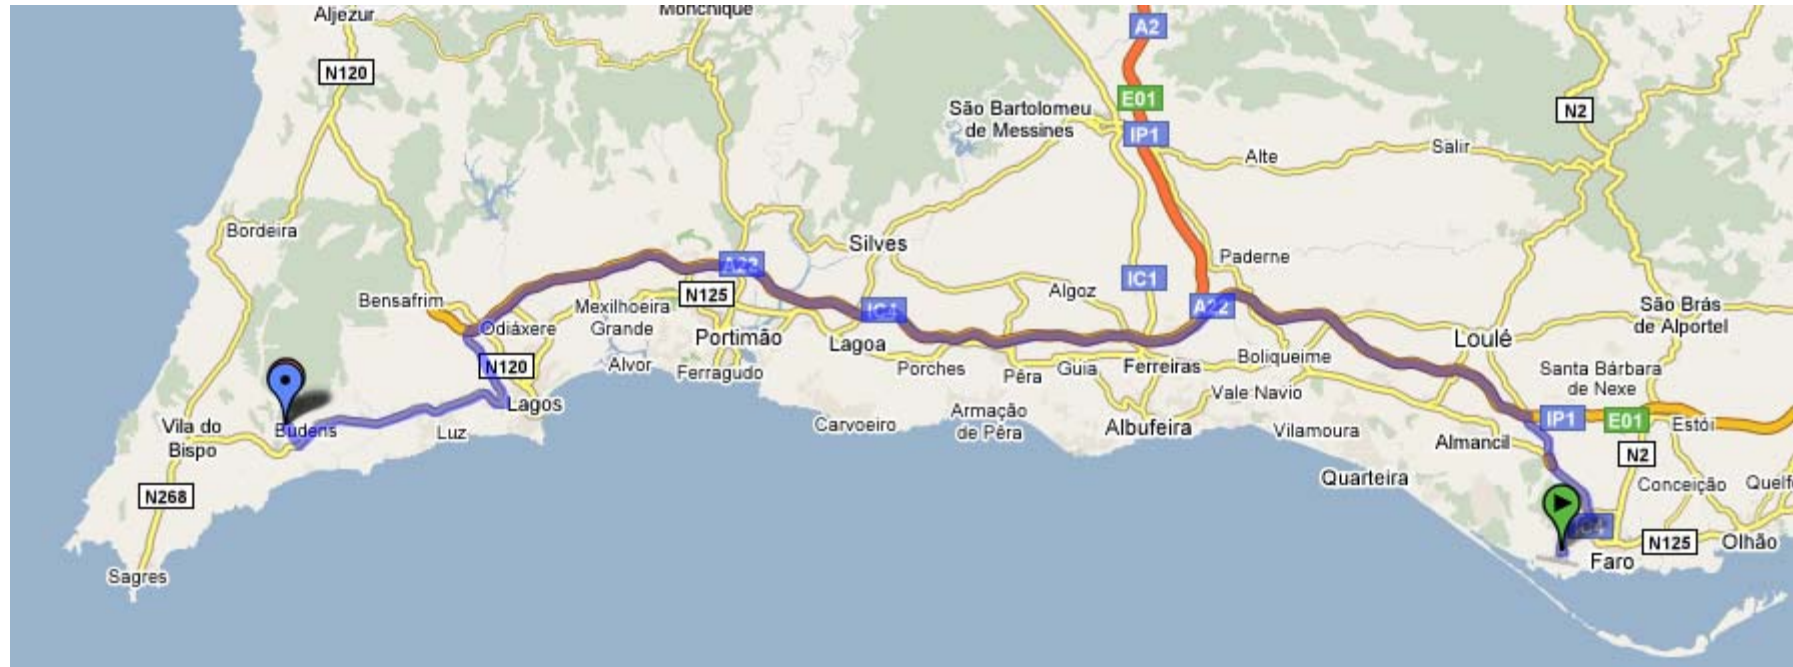 Aljezur
Monchique
A2
N120
E01
N2
São Bartolomeu
de Messines
IP1
Alte
Salir
Bordeira
Silves
Paderne
A22
IC1
Bensafrim
N125
Algoz
Mexilhoeira
Grande
IC4
A22
São Brás
de Alportel
Odiáxere
Portimão
Lagoa
Loulé
N120
Alvor
Ferragudo
Porches
Pêra
Guia
Ferreiras
Boliqueime
Santa Bárbara
de Nexe
Vale Navio
Lagos
Vila do
Bispo
Budens
Luz
Carvoeiro
Armação
de Pêra
Albufeira
Vilamoura
Almancil
IP1
E01
Estói
N2
Quarteira
Conceição
N268
N125
Olhão
Faro
Sagres